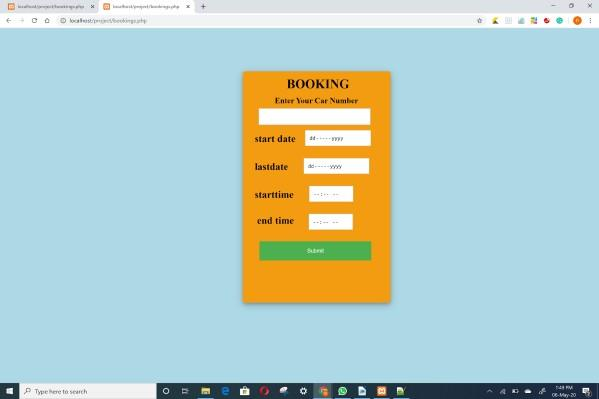 localhost/project/bookings.php
localhost/project/bookings.php
localhost/project/bookings.php
BOOKING
Enter Your Car Number
start date
dd-----yyyy
lastdate
dd-----yyyy
starttime
--:-- --
end time
--:-- --
Submit
Type here to search
1:49 PM
06-May-20